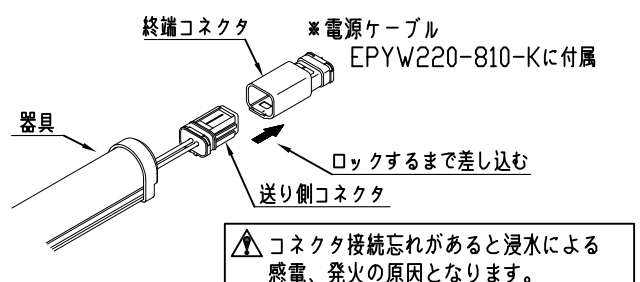 終端コネクタ
※電源ケーブル
EPYW220-810-Kに付属
器具
ロックするまで差し込む
送り側コネクタ
コネクタ接続忘れがあると浸水による
感電、発火の原因となります。